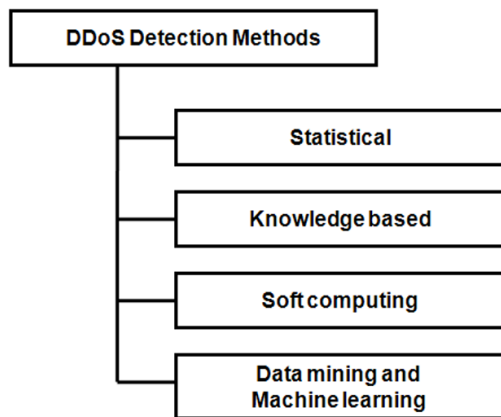 DDoS Detection Methods
Statistical
Knowledge based
Soft computing
Data mining and
Machine learning